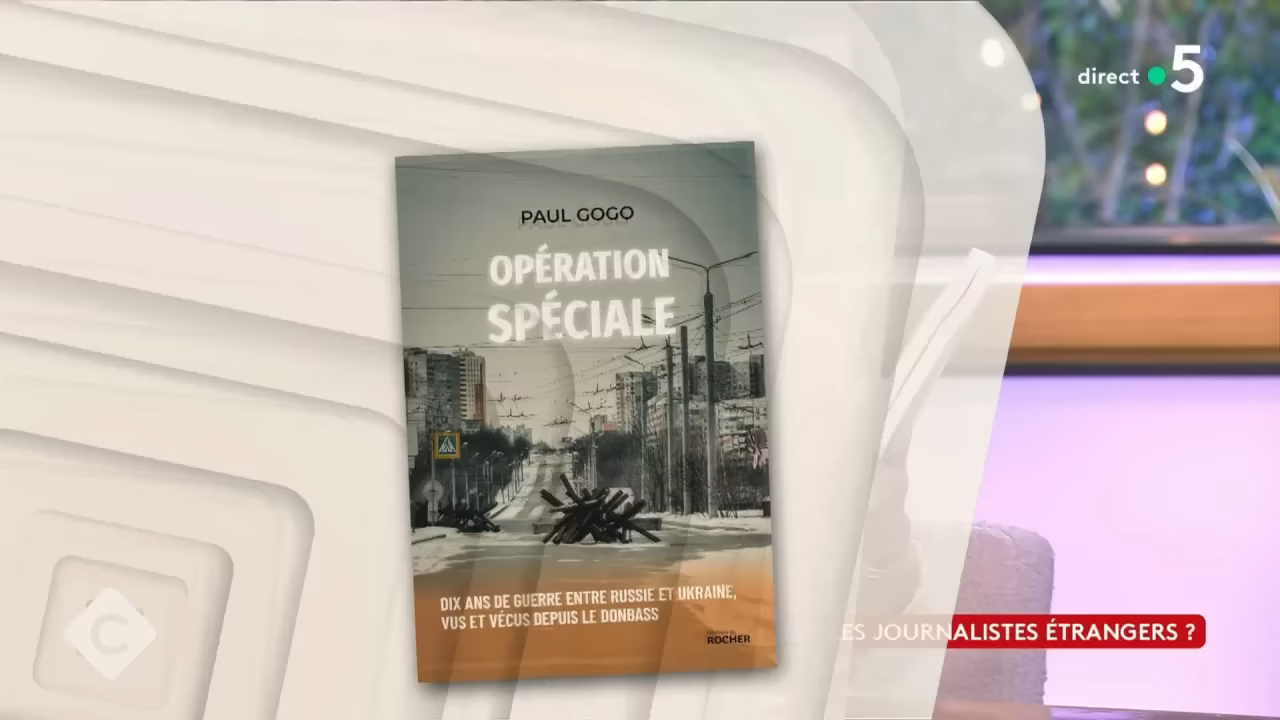 direct 5
PAUL GOGO
OPÉRATION
SPÉCIALE
DIX ANS DE GUERRE ENTRE RUSSIE ET UKRAINE,
VUS ET VÉCUS DEPUIS LE DONBASS
ROCHER
JOURNALISTES ÉTRANGERS ?
C